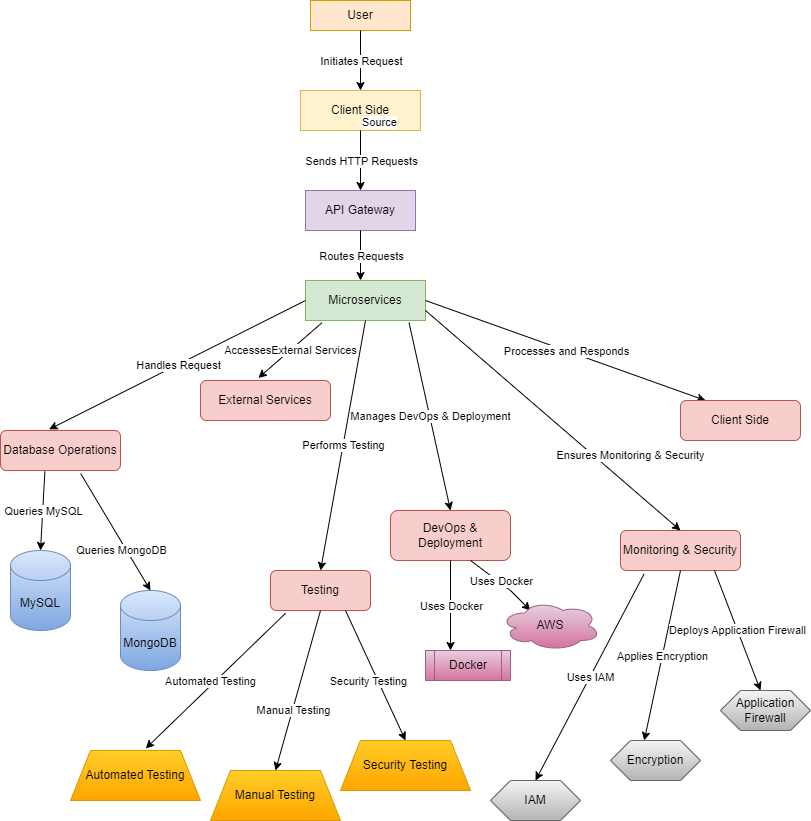 User
Initiates Request
Client Side
Source
Sends HTTP Requests
API Gateway
Routes Requests
Microservices
AccessesExternal Services
Processes and Responds
Handles Request
External Services
Manages DevOps & Deployment
Client Side
Performs Testing
Database Operations
Ensures Monitoring & Security
Queries MySQL
DevOps &
Deployment
Queries MongoDB
Monitoring & Security
Uses Docker
Testing
MySQL
Uses Docker
AWS
Deploys Application Firewall
MongoDB
Applies Encryption
Docker
Automated Testing
Security Testing
Uses IAM
Manual Testing
Application
Firewall
Automated Testing
Security Testing
Encryption
Manual Testing
IAM